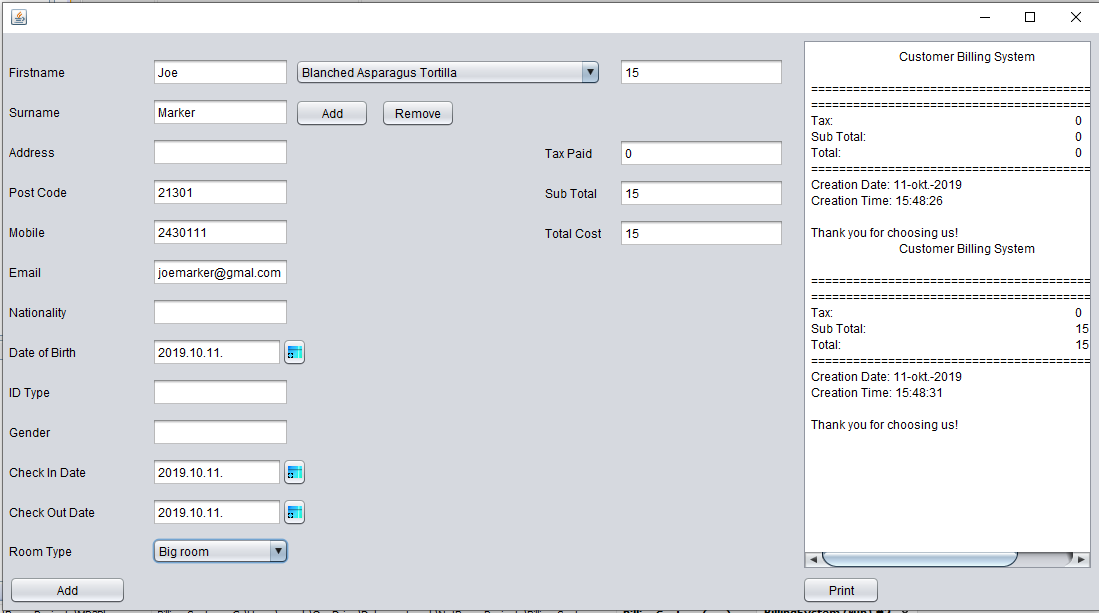 Firstname Joe Blanched Asparagus Tortilla 15
Surname Marker Add Remove
Address
Tax Paid 0
Post Code 21301
Sub Total 15
Mobile 2430111
Total Cost 15
Email joemarker@gmal.com
Nationality
Date of Birth 2019.10.11.
ID Type
Gender
Check In Date 2019.10.11.
Check Out Date 2019.10.11.
Room Type Big room
Add
Customer Billing System
========================================
========================================
Tax: 0
Sub Total: 0
Total: 0
========================================
Creation Date: 11-okt.-2019
Creation Time: 15:48:26
Thank you for choosing us!
Customer Billing System
========================================
========================================
Tax: 0
Sub Total: 15
Total: 15
========================================
Creation Date: 11-okt.-2019
Creation Time: 15:48:31
Thank you for choosing us!
Print